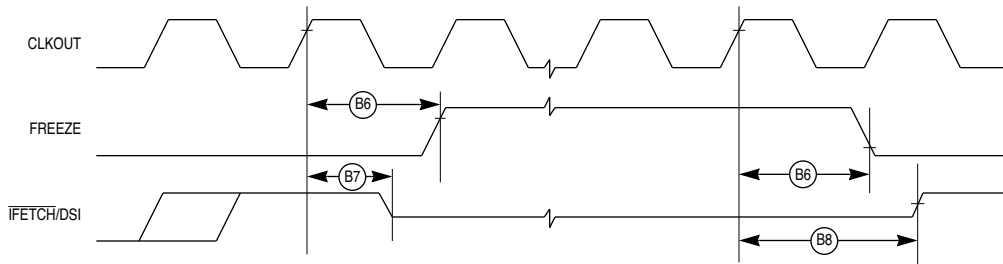 CLKOUT
B6
FREEZE
B7
B6
IFETCH/DSI
B8